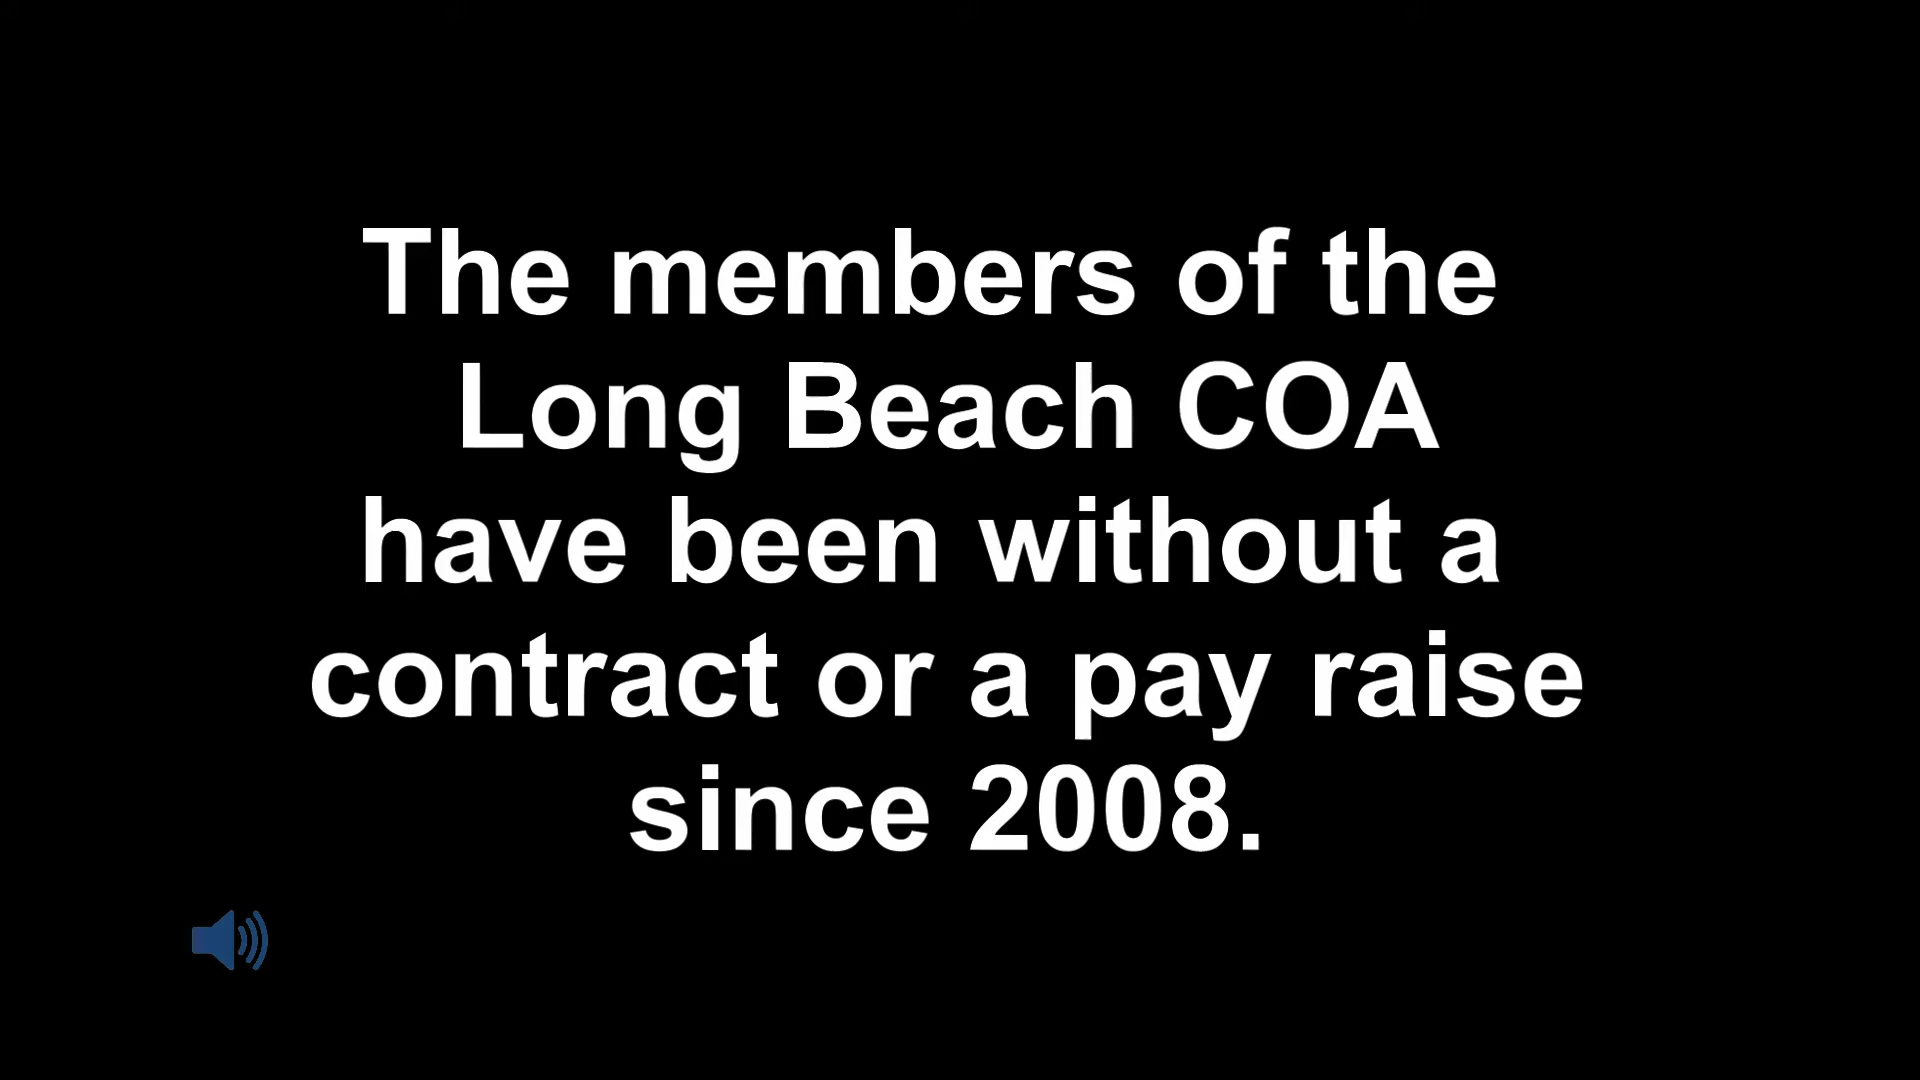 The members of the
Long Beach COA
have been without a
contract or a pay raise
since 2008.